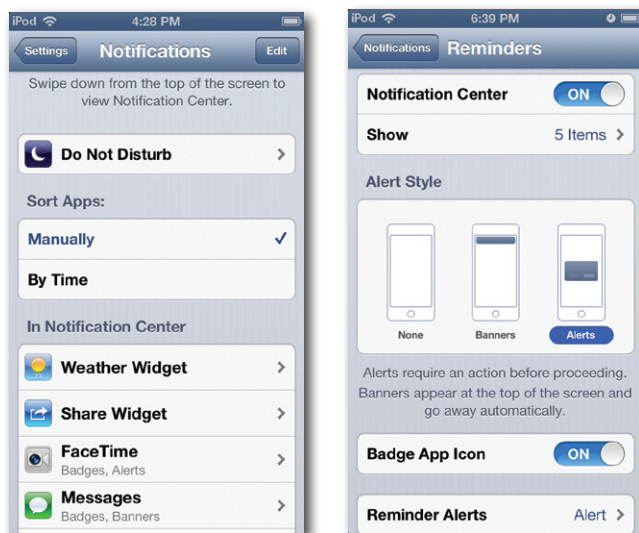 iPod 4:28 PM
Settings Notifications Edit
Swipe down from the top of the screen to
view Notification Center.
Do Not Disturb
Sort Apps:
Manually
By Time
In Notification Center
Weather Widget
Share Widget
FaceTime
Badges, Alerts
Messages
Badges, Banners
iPod 6:39 PM
Notifications Reminders
Notification Center ON
Show 5 Items
Alert Style
None Banners Alerts
Alerts require an action before proceeding.
Banners appear at the top of the screen and
go away automatically.
Badge App Icon ON
Reminder Alerts Alert